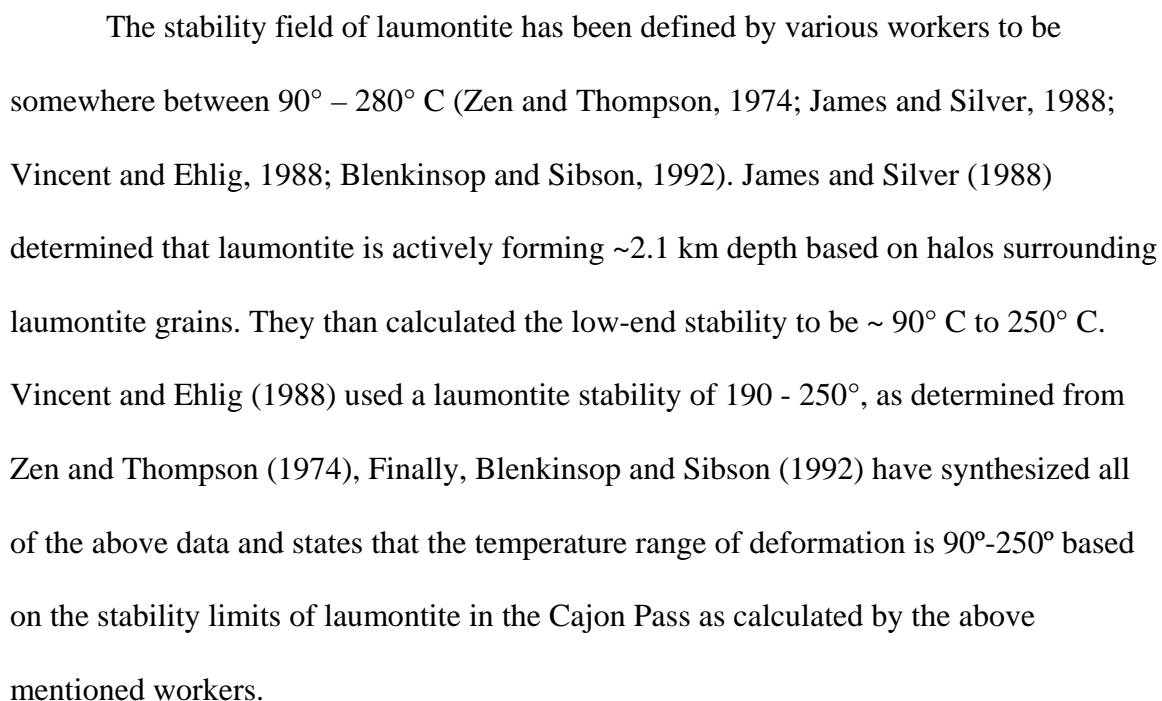 The stability field of laumontite has been defined by various workers to be
somewhere between 90° – 280° C (Zen and Thompson, 1974; James and Silver, 1988;
Vincent and Ehlig, 1988; Blenkinsop and Sibson, 1992). James and Silver (1988)
determined that laumontite is actively forming ~2.1 km depth based on halos surrounding
laumontite grains. They than calculated the low-end stability to be ~ 90° C to 250° C.
Vincent and Ehlig (1988) used a laumontite stability of 190 - 250°, as determined from
Zen and Thompson (1974), Finally, Blenkinsop and Sibson (1992) have synthesized all
of the above data and states that the temperature range of deformation is 90º-250º based
on the stability limits of laumontite in the Cajon Pass as calculated by the above
mentioned workers.